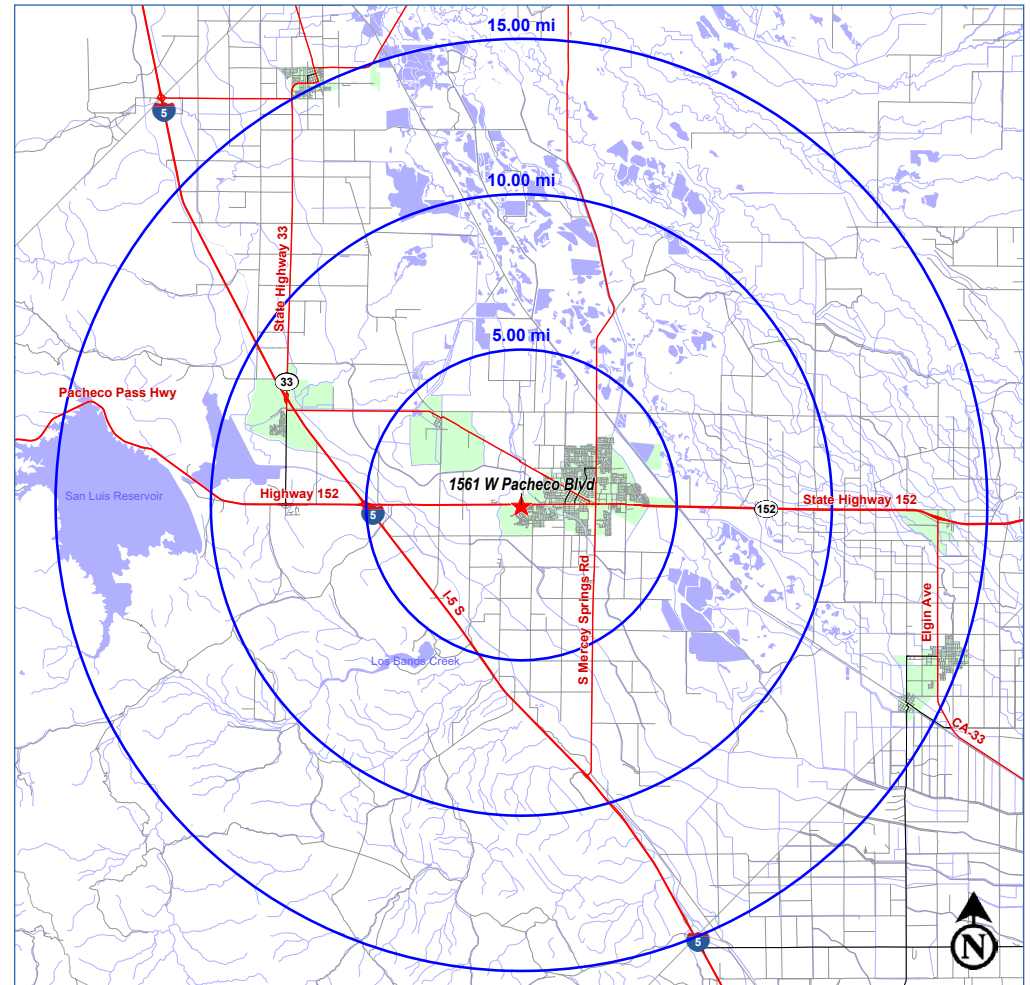 15.00 mi
5
10.00 mi
State Highway 33
5.00 mi
33
Pacheco Pass Hwy
1561 W Pacheco Blvd
San Luis Reservoir
Highway 152
State Highway 152
152
5
S Mercey Springs Rd
Elgin Ave
I-5 S
Los Banos Creek
CA-33
5
N